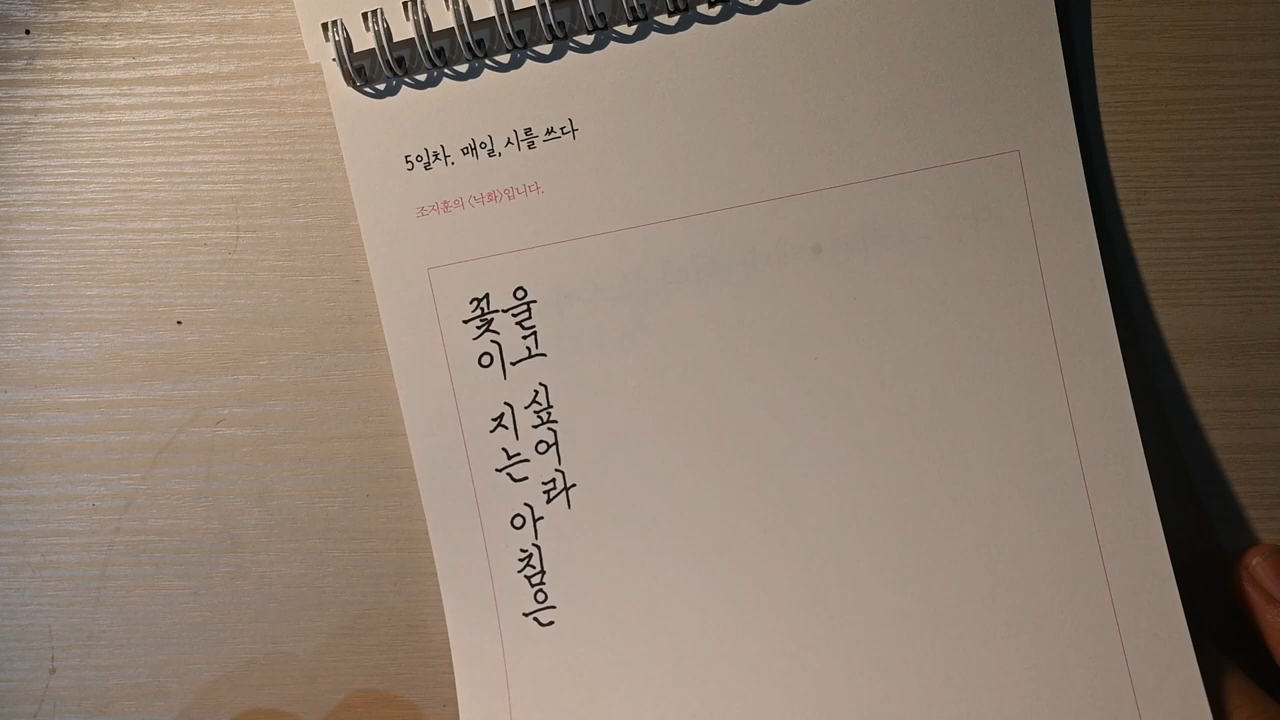 5일차. 매일, 시를 쓰다
조지훈의 〈낙화〉입니다.
꽃이 지는 아침은
울고 싶어라